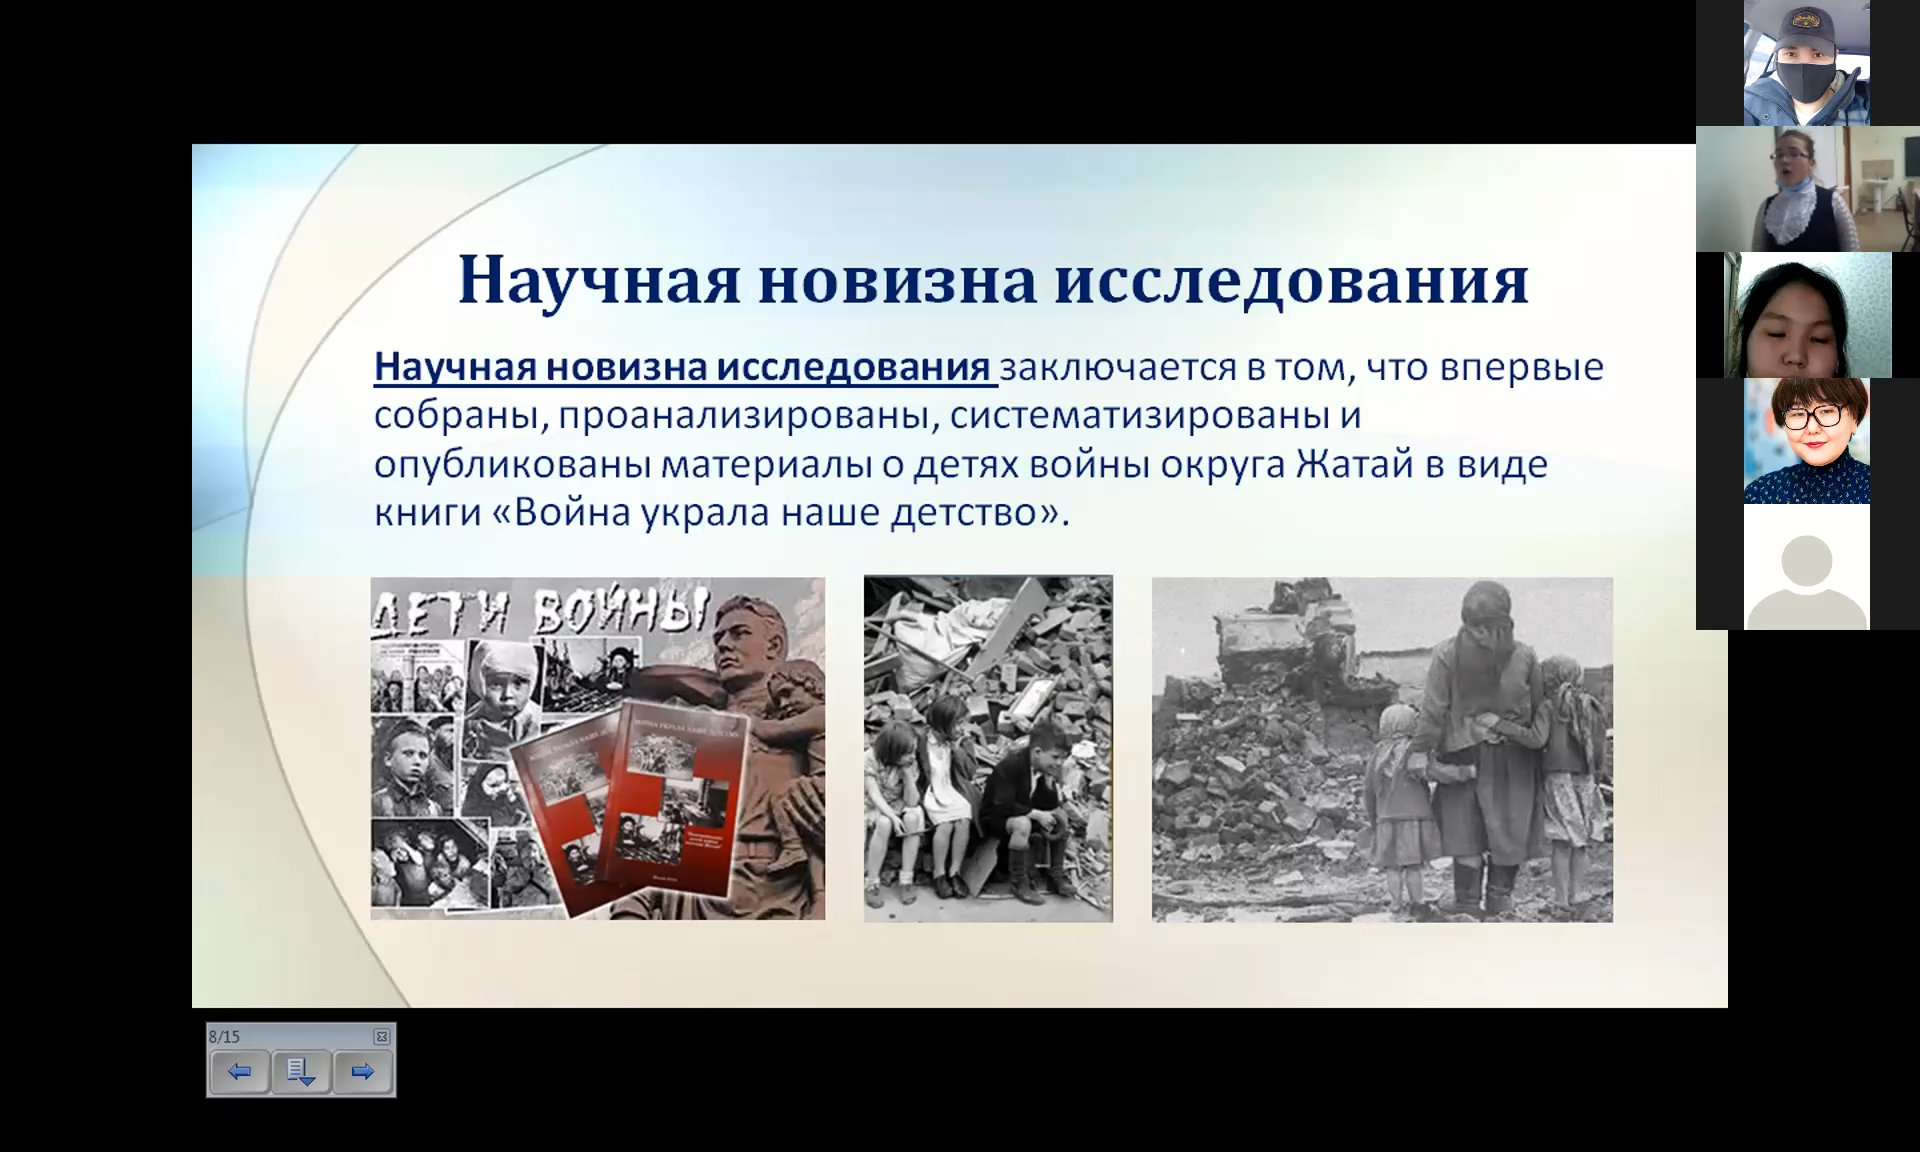 Научная новизна исследования
Научная новизна исследования заключается в том, что впервые
собраны, проанализированы, систематизированы и
опубликованы материалы о детях войны округа Жатай в виде
книги «Война украла наше детство».
ДЕТИ ВОЙНЫ
8/15